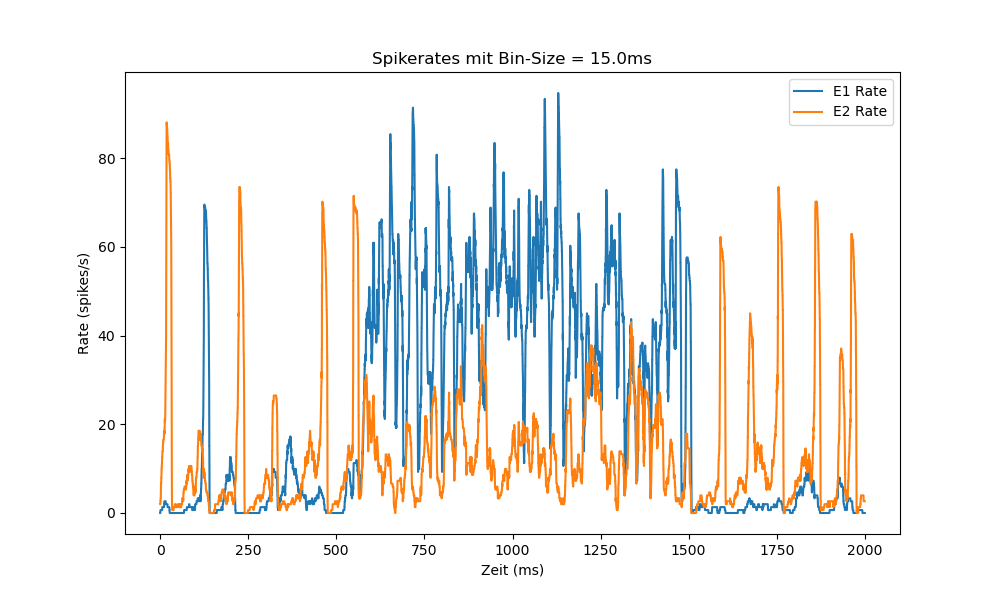 Spikerates mit Bin-Size = 15.0ms
E1 Rate
E2 Rate
Rate (spikes/s)
80
60
40
20
0
0 250 500 750 1000 1250 1500 1750 2000
Zeit (ms)